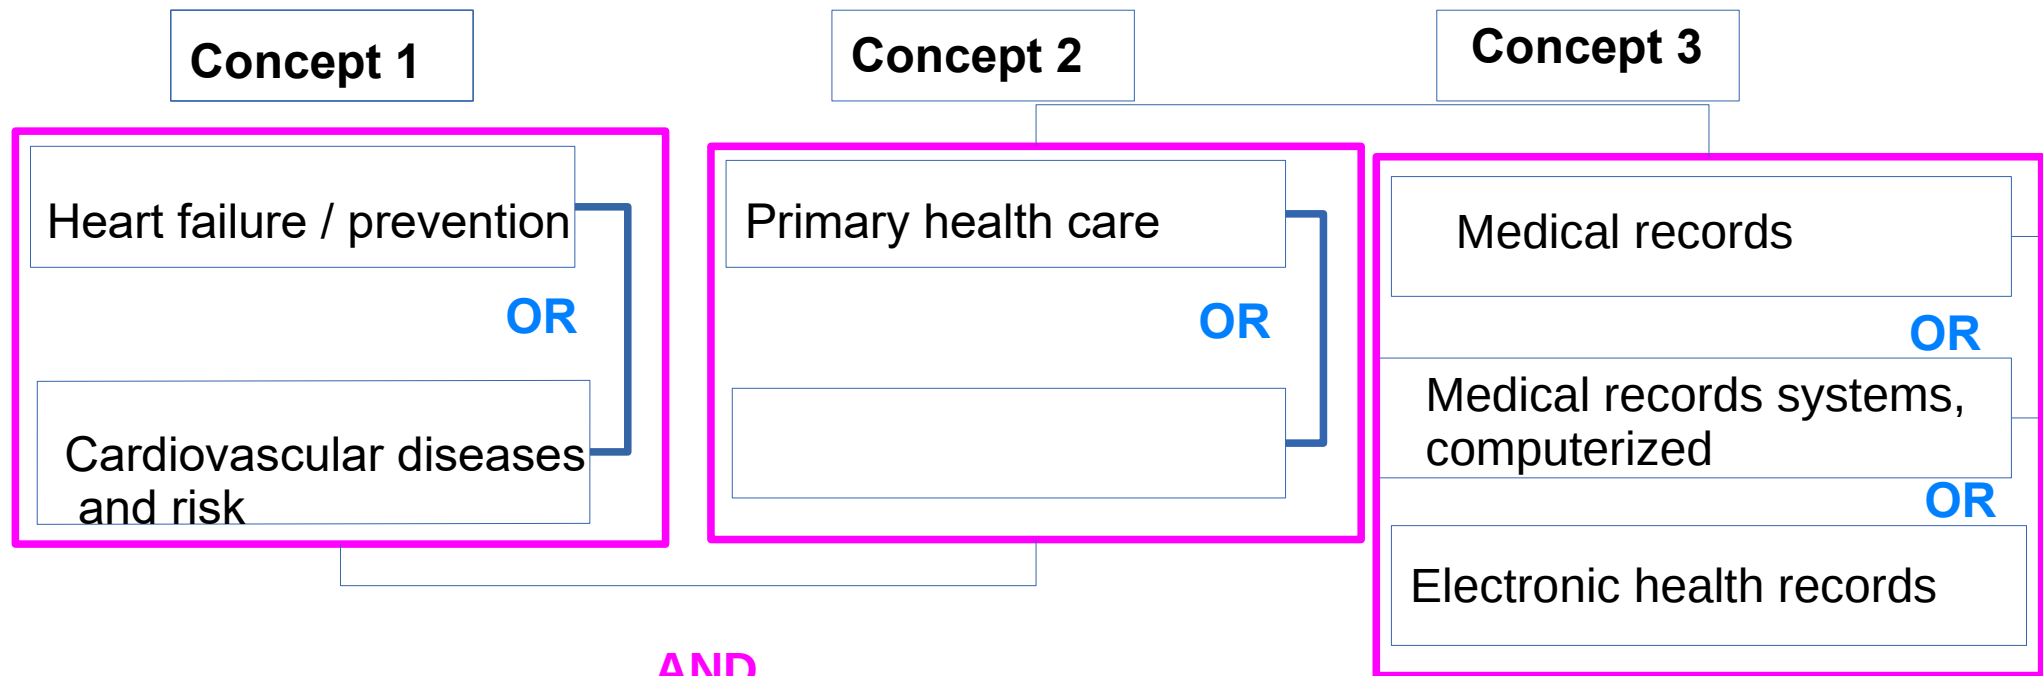 Concept 1
Concept 2
Concept 3
Heart failure / prevention
OR
Cardiovascular diseases
and risk
Primary health care
OR
Medical records
OR
Medical records systems,
computerized
OR
Electronic health records
AND